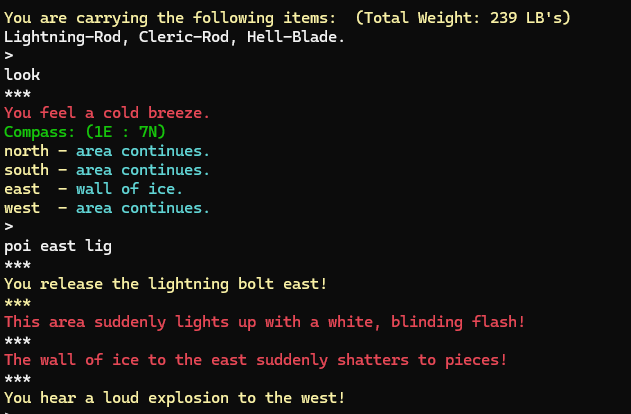 You are carrying the following items:  (Total Weight: 239 LB's)
Lightning-Rod, Cleric-Rod, Hell-Blade.
>
look
***
You feel a cold breeze.
Compass: (1E : 7N)
north - area continues.
south - area continues.
east  - wall of ice.
west  - area continues.
>
poi east lig
***
You release the lightning bolt east!
***
This area suddenly lights up with a white, blinding flash!
***
The wall of ice to the east suddenly shatters to pieces!
***
You hear a loud explosion to the west!